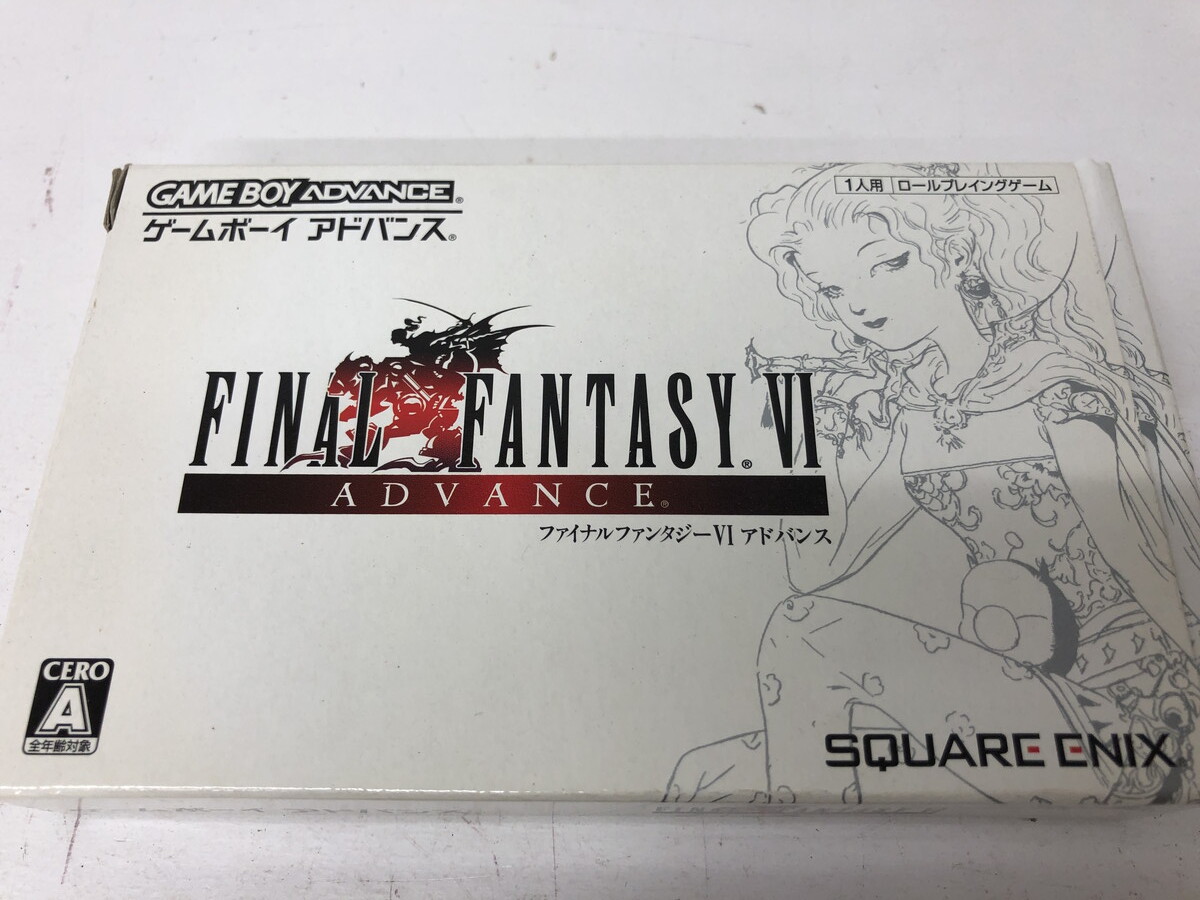 GAME BOY ADVANCE®
ゲームボーイ アドバンス®
1人用 ロールプレイングゲーム
FINAL FANTASY® VI
ADVANCE®
ファイナルファンタジーVI アドバンス
CERO
A
全年齢対象
SQUARE ENIX